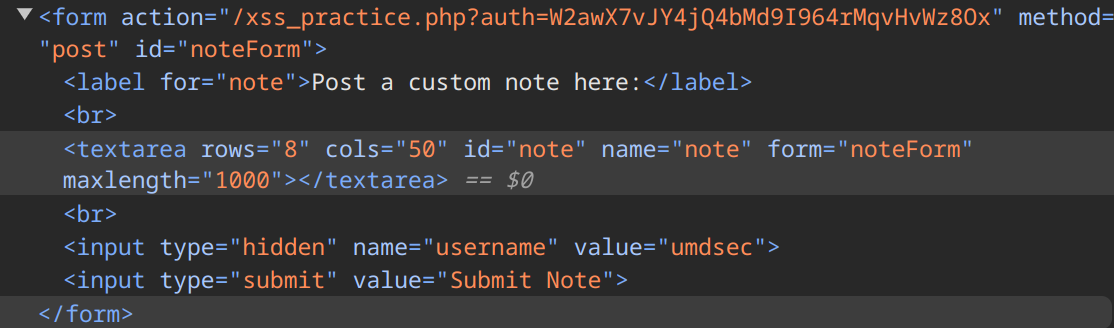 <form action="/xss_practice.php?auth=W2awX7vJY4jQ4bMd9I964rMqvHvWz8Ox" method=
"post" id="noteForm">
<label for="note">Post a custom note here:</label>
<br>
<textarea rows="8" cols="50" id="note" name="note" form="noteForm"
maxlength="1000"></textarea> == $0
<br>
<input type="hidden" name="username" value="umdsec">
<input type="submit" value="Submit Note">
</form>